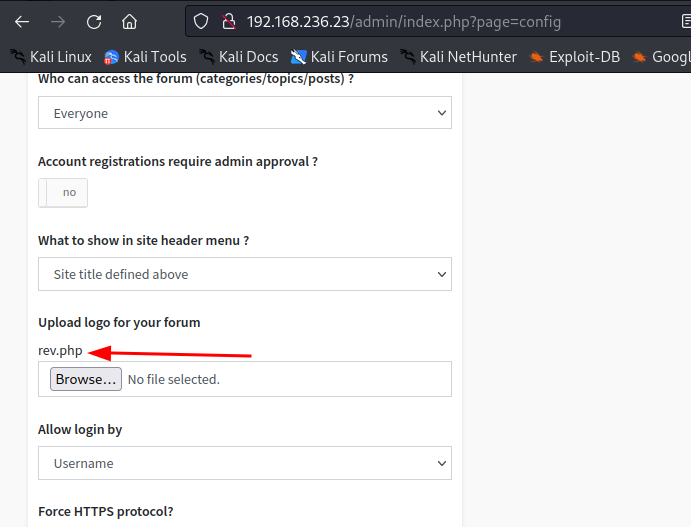 192.168.236.23/admin/index.php?page=config
Kali Linux Kali Tools Kali Docs Kali Forums Kali NetHunter Exploit-DB Googl
Who can access the forum (categories/topics/posts) ?
Everyone
Account registrations require admin approval ?
no
What to show in site header menu ?
Site title defined above
Upload logo for your forum
rev.php
Browse... No file selected.
Allow login by
Username
Force HTTPS protocol?